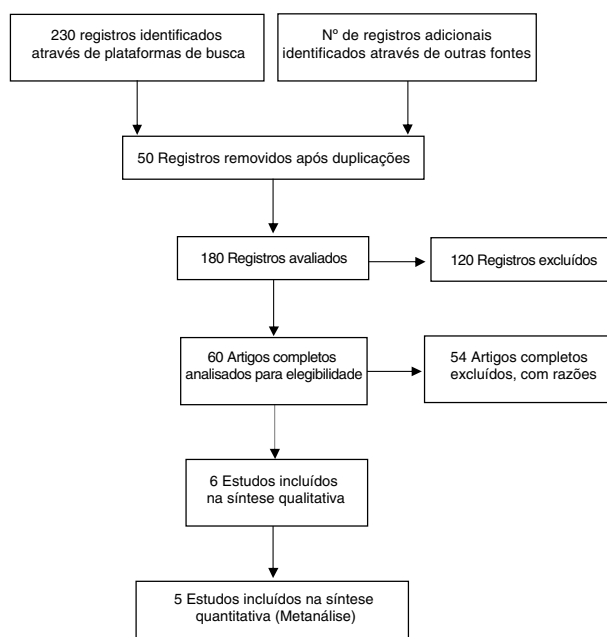 230 registros identificados
através de plataformas de busca
Nº de registros adicionais
identificados através de outras fontes
50 Registros removidos após duplicações
180 Registros avaliados
120 Registros excluídos
60 Artigos completos
analisados para elegibilidade
54 Artigos completos
excluídos, com razões
6 Estudos incluídos
na síntese qualitativa
5 Estudos incluídos na síntese
quantitativa (Metanálise)